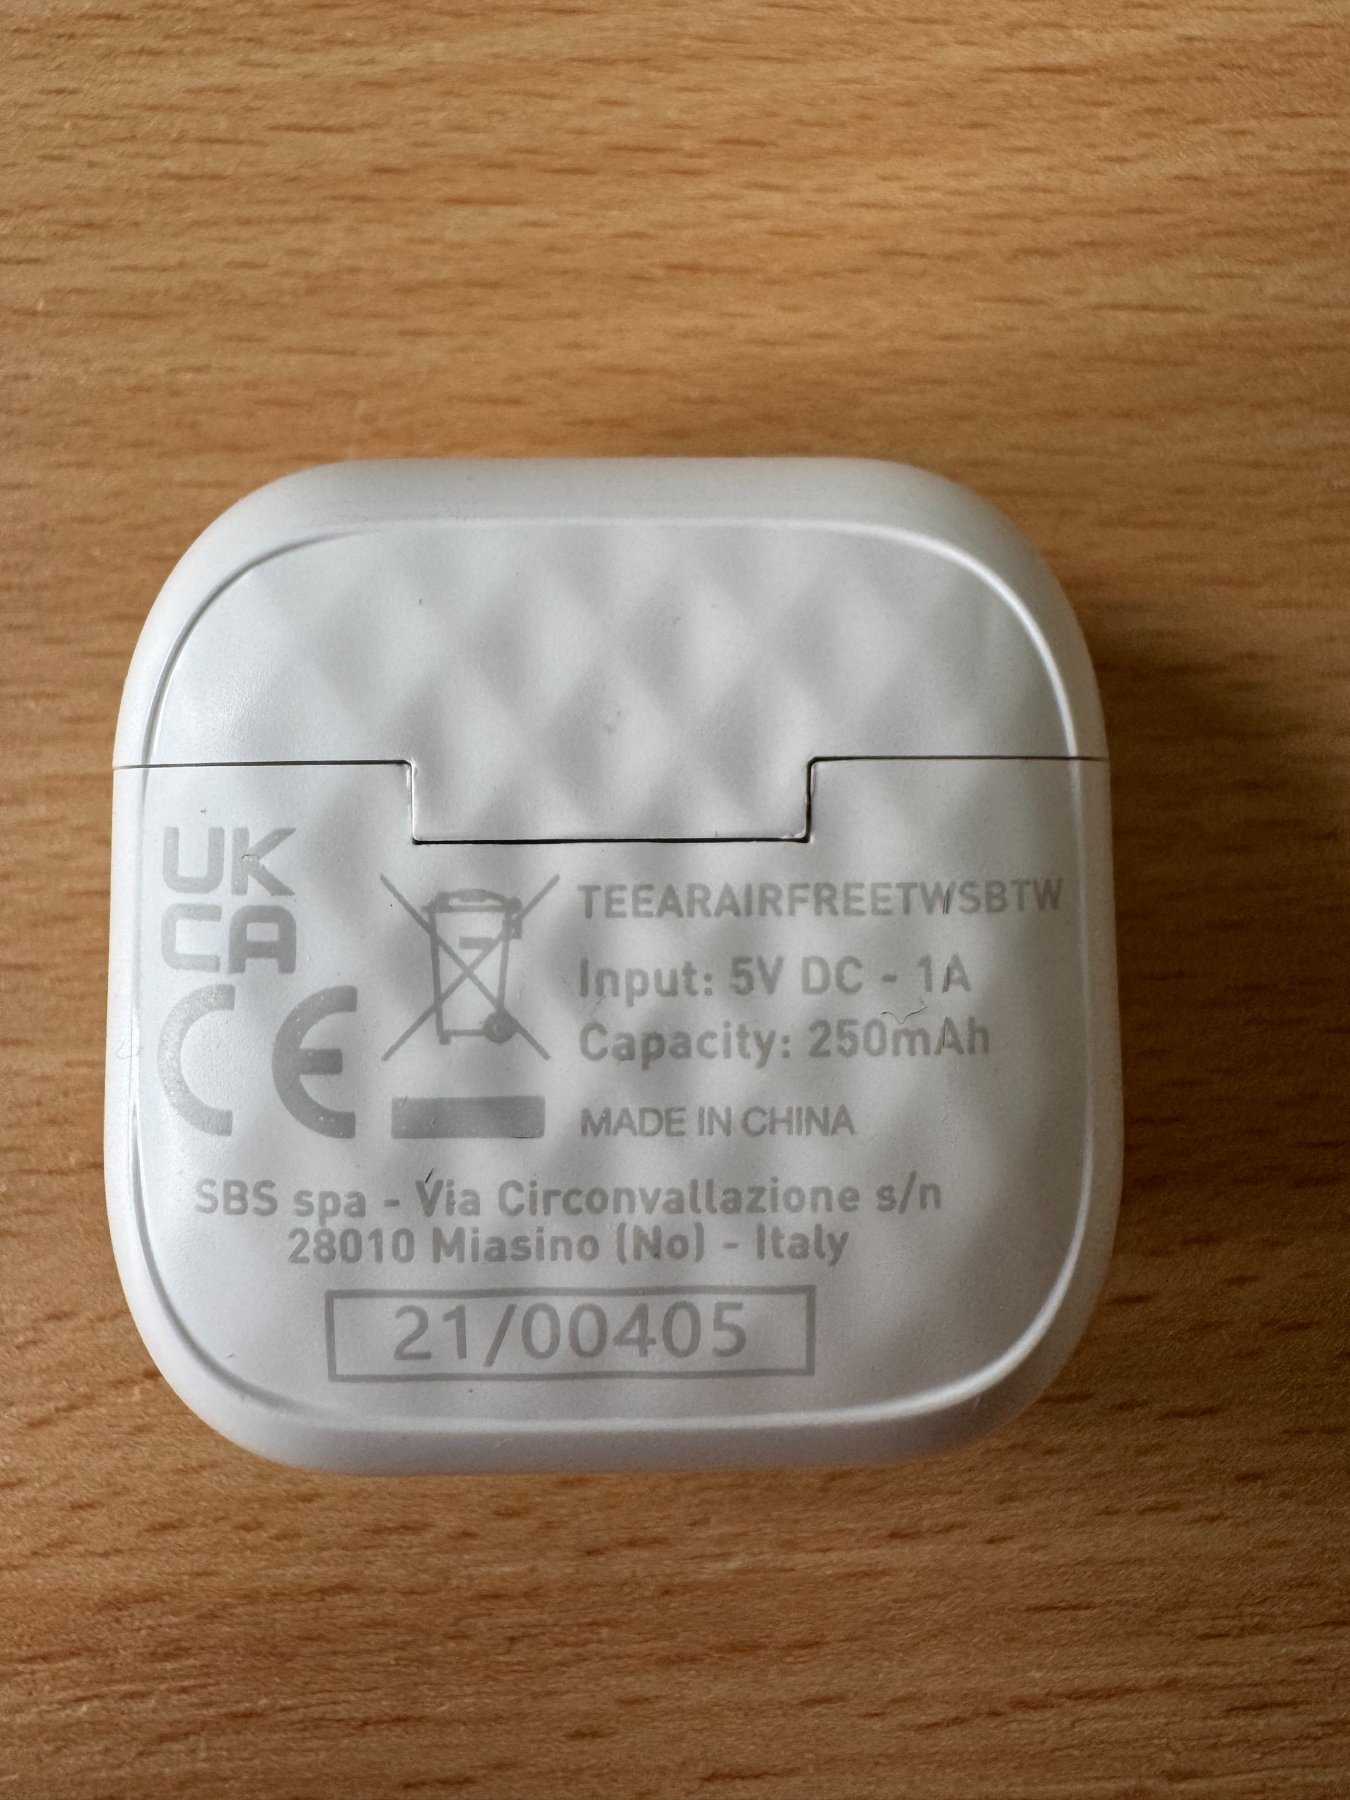 UK
CA
CE
TEEARAIRFREETWSBTW
Input: 5V DC - 1A
Capacity: 250mAh
MADE IN CHINA
SBS spa - Via Circonvallazione s/n
28010 Miasino (No) - Italy
21/00405